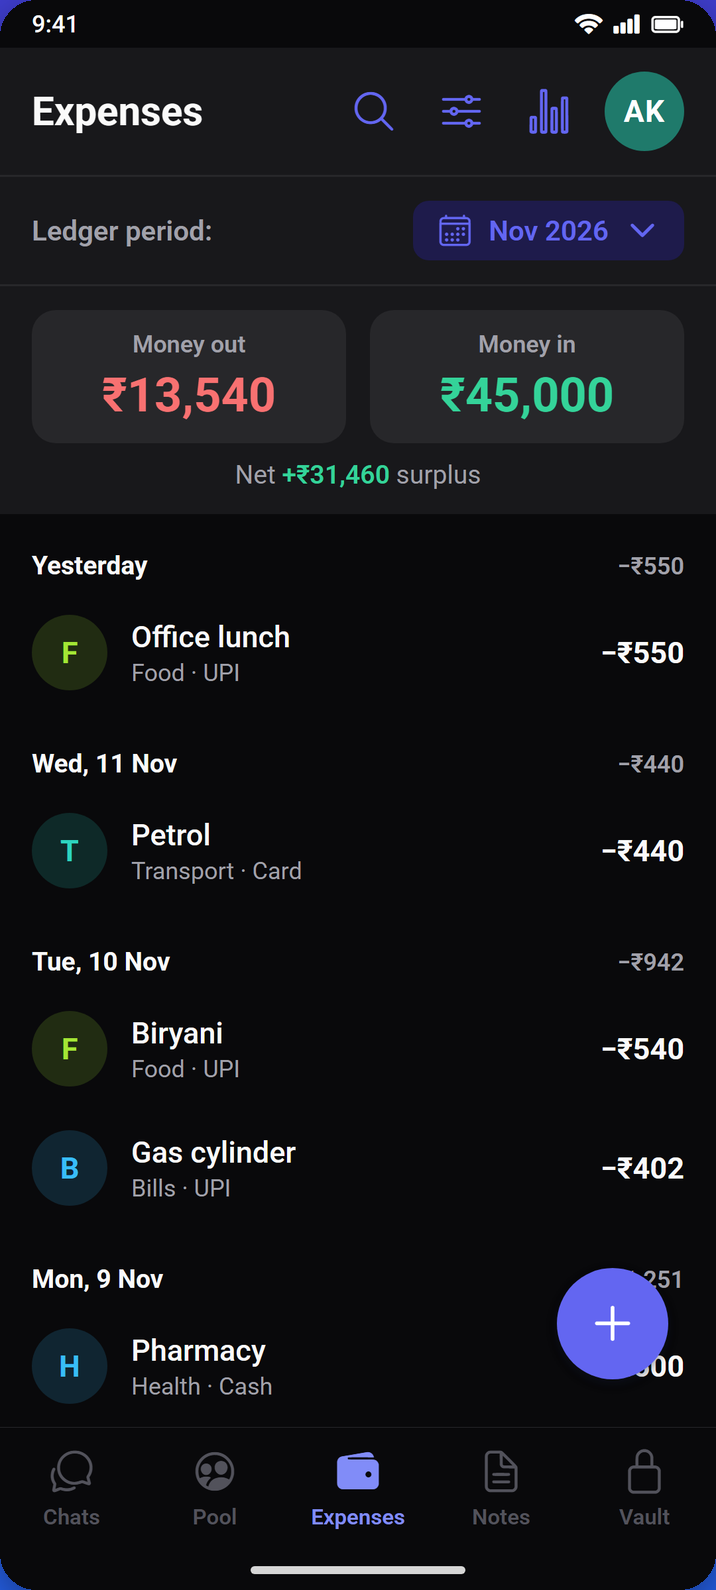 9:41
Expenses
AK
Ledger period:
Nov 2026
Money out
Money in
₹13,540
₹45,000
Net +₹31,460 surplus
Yesterday
−₹550
F
Office lunch
Food · UPI
−₹550
Wed, 11 Nov
−₹440
T
Petrol
Transport · Card
−₹440
Tue, 10 Nov
−₹942
F
Biryani
Food · UPI
−₹540
B
Gas cylinder
Bills · UPI
−₹402
Mon, 9 Nov
H
Pharmacy
Health · Cash
Chats
Pool
Expenses
Notes
Vault